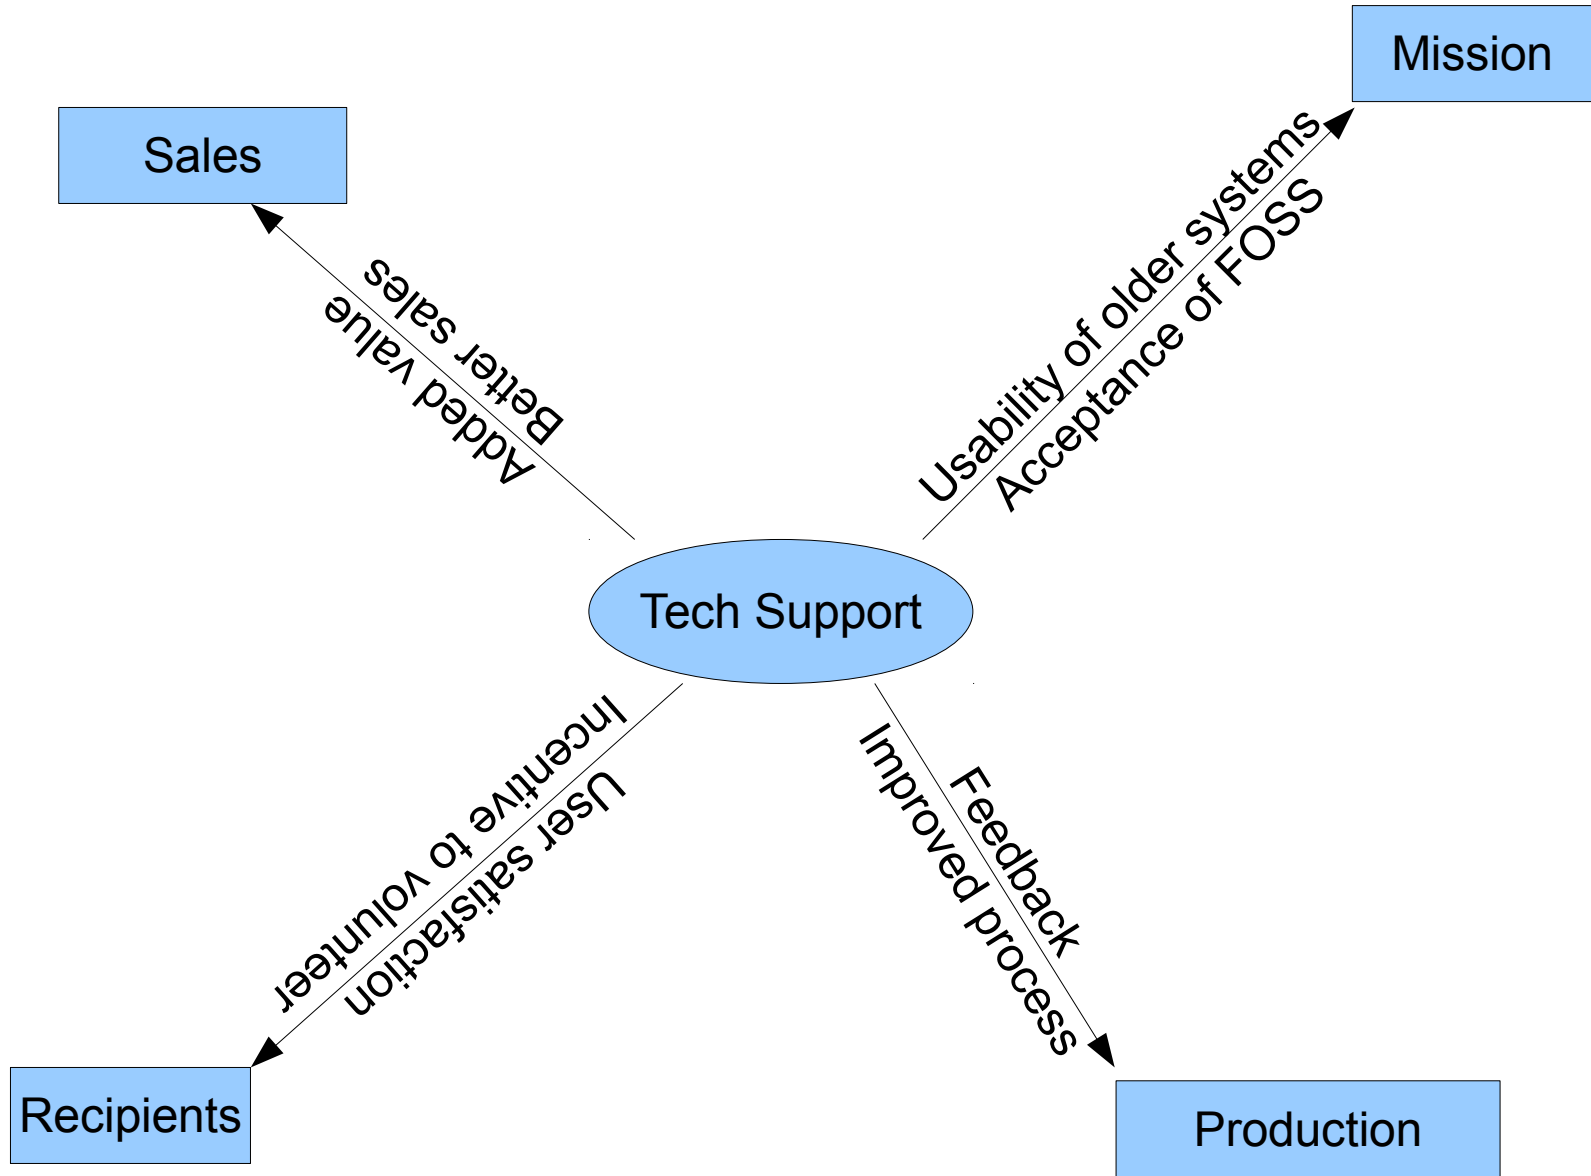 Mission
Sales
Usability of older systems
Acceptance of FOSS
Added value
Better sales
Tech Support
Incentive to volunteer
User satisfaction
Feedback
Improved process
Recipients
Production